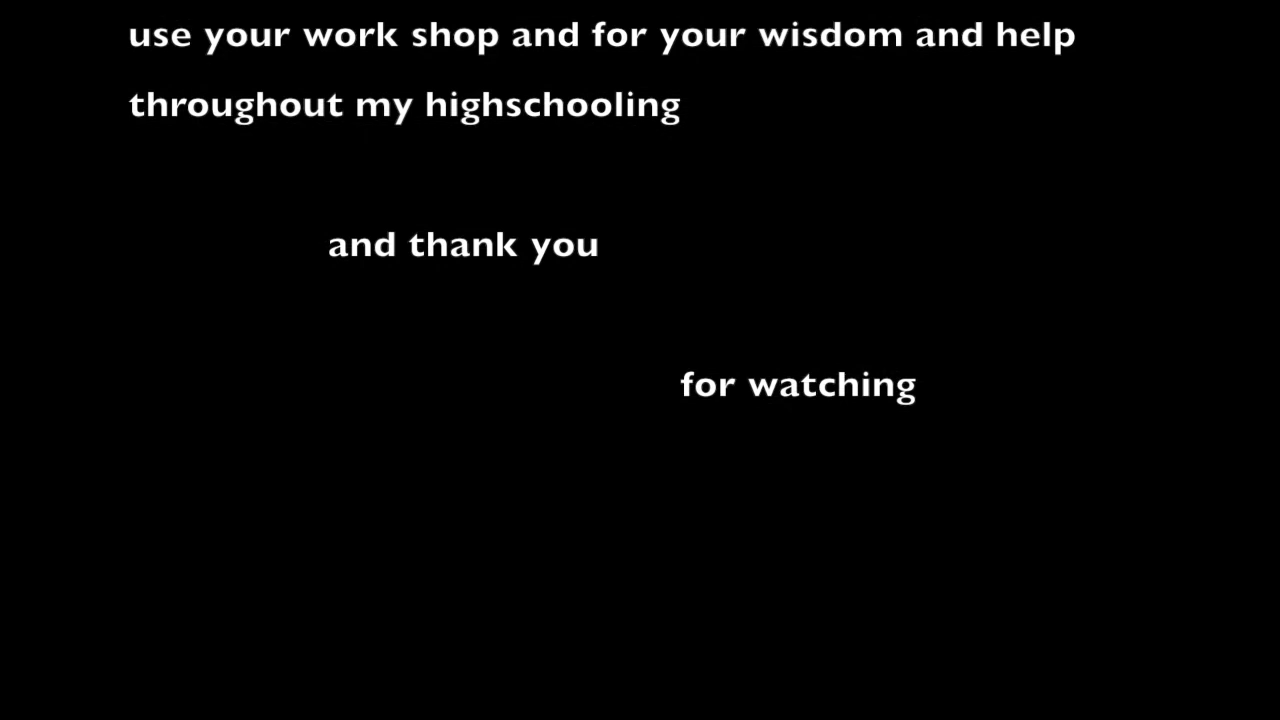 use your work shop and for your wisdom and help
throughout my highschooling
and thank you
for watching